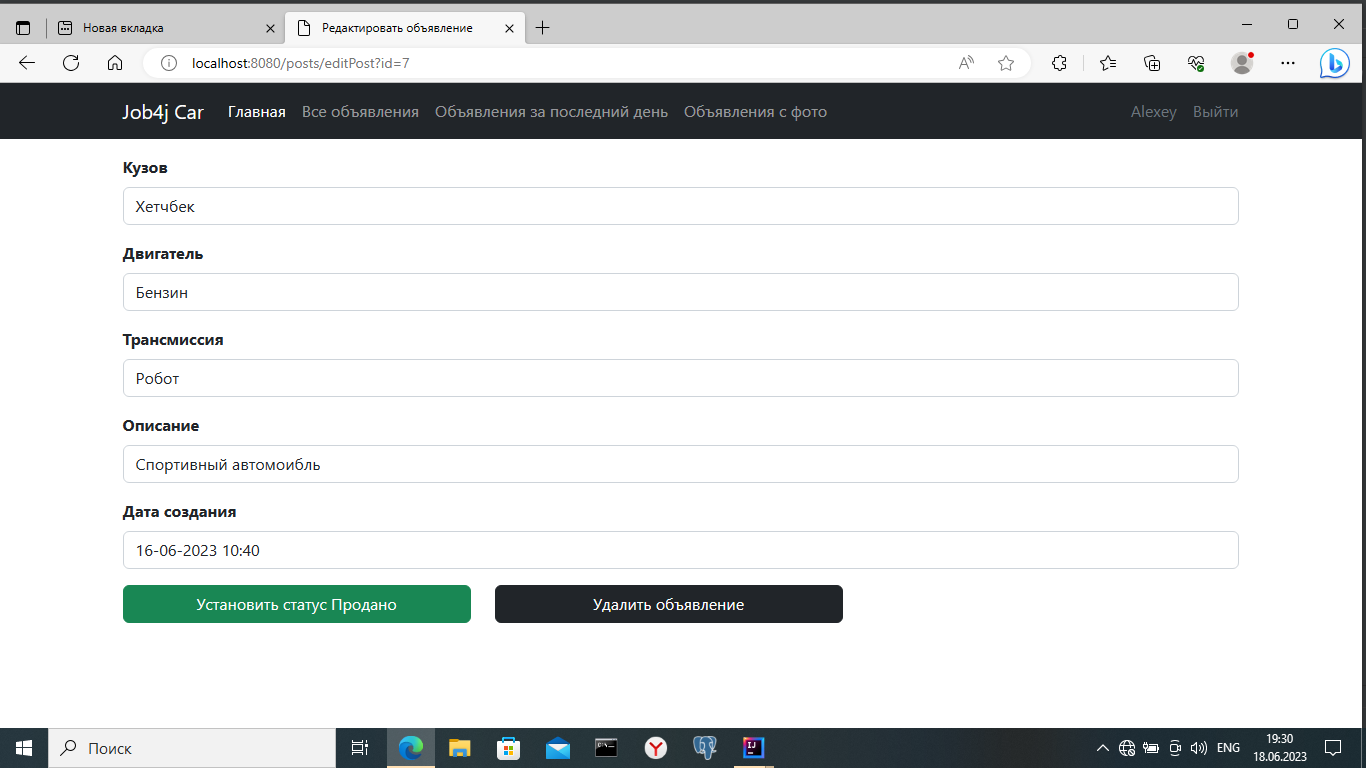 Новая вкладка
Редактировать объявление
localhost:8080/posts/editPost?id=7
Job4j Car Главная Все объявления Объявления за последний день Объявления с фото Alexey Выйти
Кузов
Хетчбек
Двигатель
Бензин
Трансмиссия
Робот
Описание
Спортивный автомоибль
Дата создания
16-06-2023 10:40
Установить статус Продано
Удалить объявление
Поиск
ENG
19:30
18.06.2023